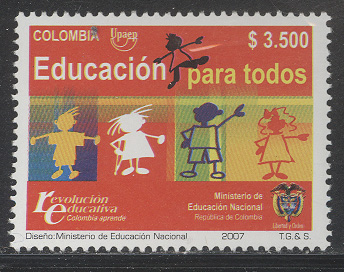 COLOMBIA Upaep $ 3.500
Educación para todos
revolución
educativa
Colombia aprende
Ministerio de
Educación Nacional
República de Colombia
Libertad y Orden
Diseño: Ministerio de Educación Nacional 2007 T.G.& S.